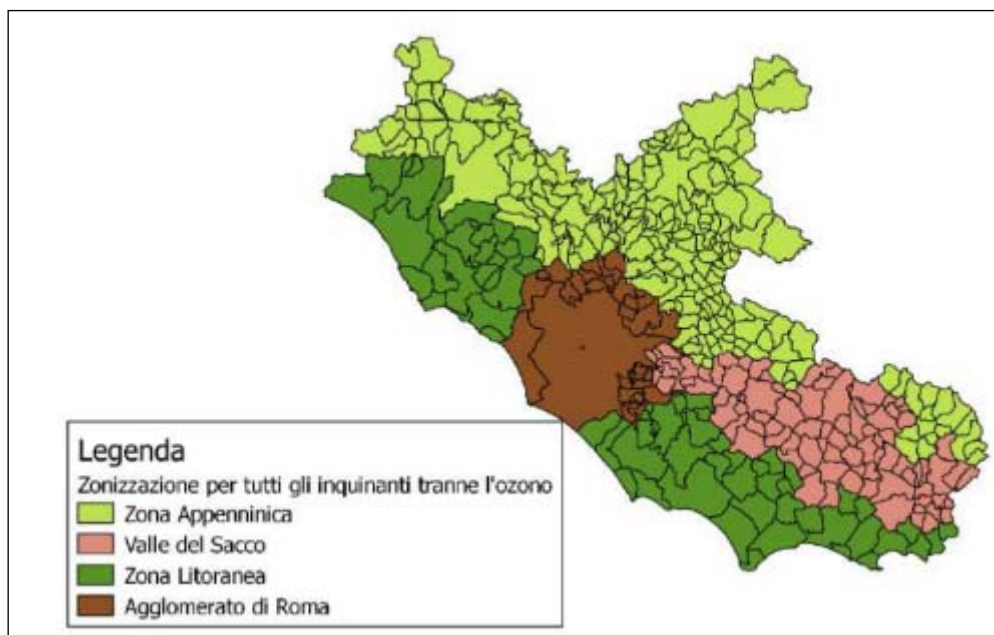 Legenda
Zonizzazione per tutti gli inquinanti tranne l'ozono
Zona Appenninica
Valle del Sacco
Zona Litoranea
Agglomerato di Roma